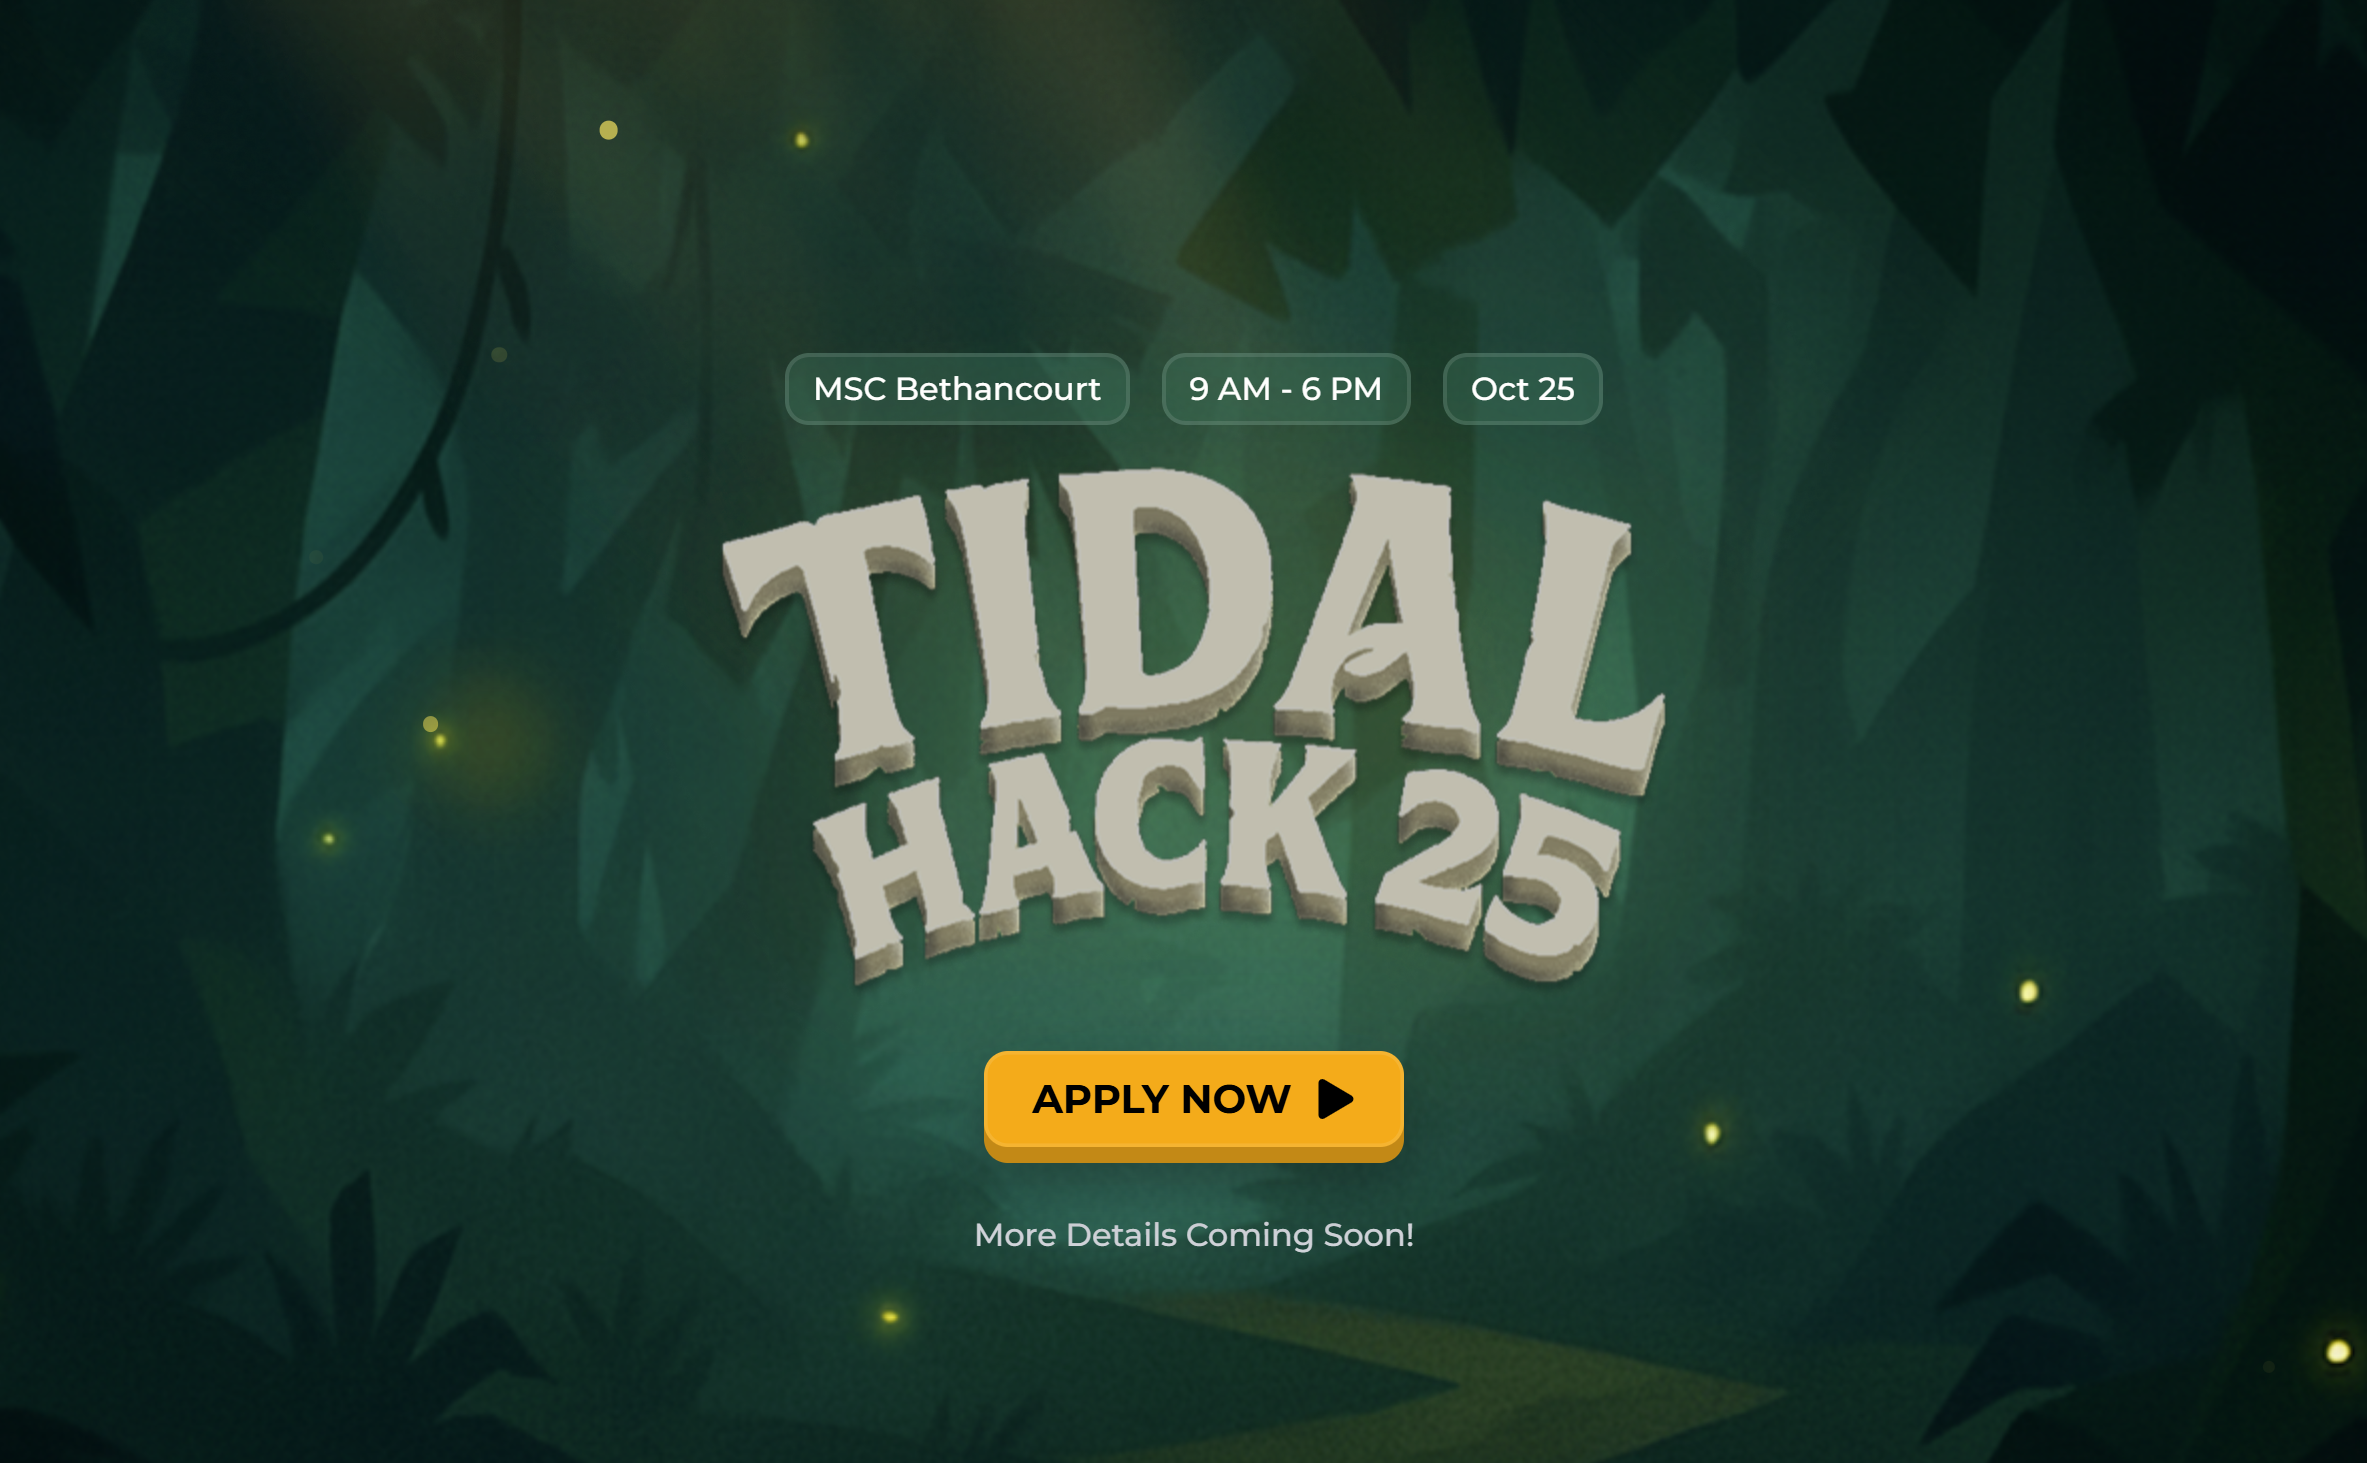 MSC Bethancourt
9 AM - 6 PM
Oct 25
TIDAL
HACK 25
APPLY NOW
More Details Coming Soon!